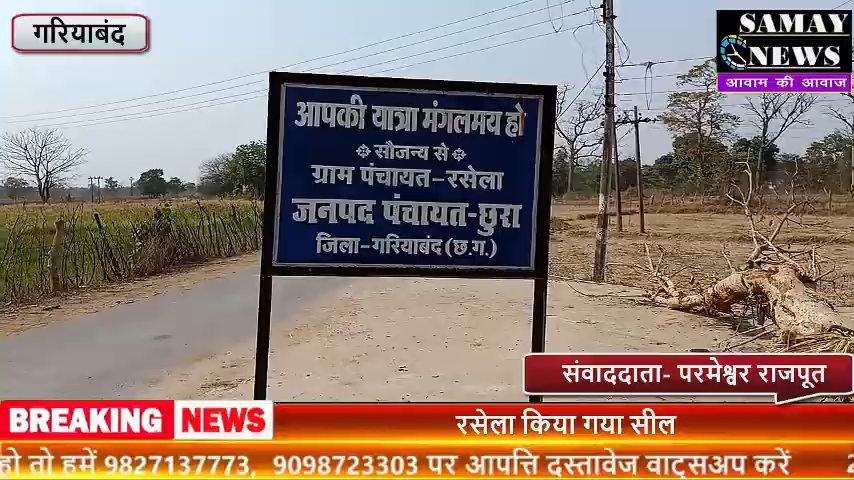 गरियाबंद
SAMAY
NEWS
आवाम की आवाज
आपकी यात्रा मंगलमय हो
सौजन्य से
ग्राम पंचायत-रसेला
जनपद पंचायत-छुरा
जिला-गरियाबंद (छ.ग.)
संवाददाता- परमेश्वर राजपूत
BREAKING NEWS
रसेला किया गया सील
हो तो हमें 9827137773, 9098723303 पर आपत्ति दस्तावेज वाट्सअप करें